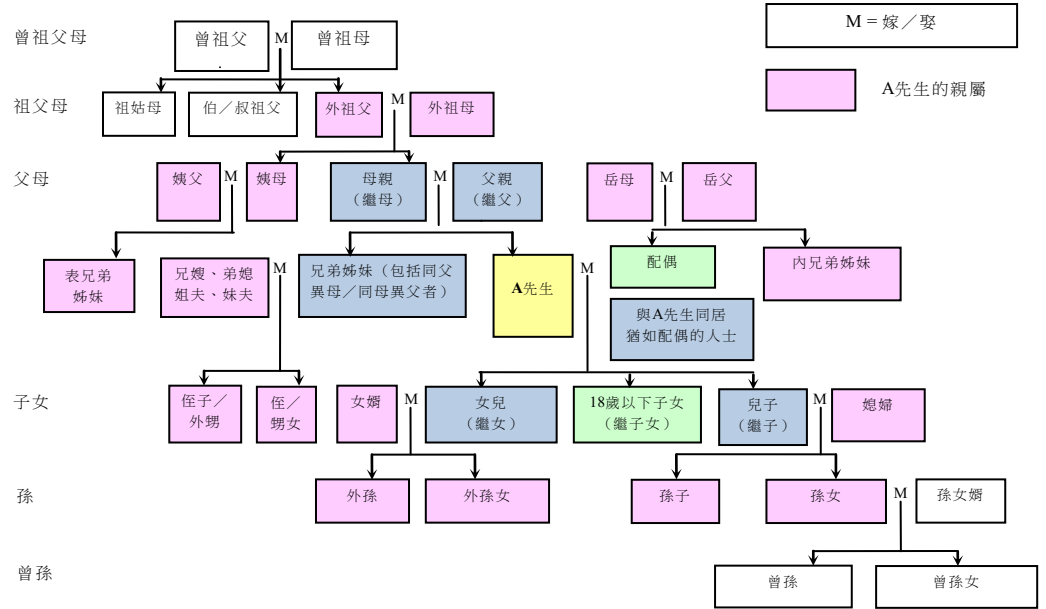 曾祖父母
曾祖父
.
M
曾祖母
M = 嫁／娶
A先生的親屬
祖父母
祖姑母
伯／叔祖父
外祖父
M
外祖母
父母
姨父
M
姨母
母親
（繼母）
M
父親
（繼父）
岳母
M
岳父
表兄弟
姊妹
兄嫂、弟媳
姐夫、妹夫
M
兄弟姊妹（包括同父
異母／同母異父者）
A先生
M
配偶
內兄弟姊妹
與A先生同居
猶如配偶的人士
子女
侄子／
外甥
侄／
甥女
女婿
M
女兒
（繼女）
18歲以下子女
（繼子女）
兒子
（繼子）
M
媳婦
孫
外孫
外孫女
孫子
孫女
M
孫女婿
曾孫
曾孫
曾孫女